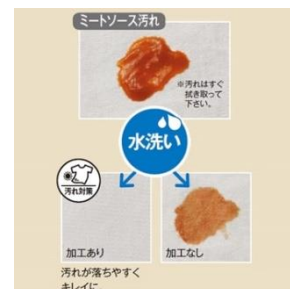 ミートソース汚れ
※汚れはすぐ
拭き取って
下さい。
水洗い
汚れ対策
加工あり
加工なし
汚れが落ちやすく
キレイに